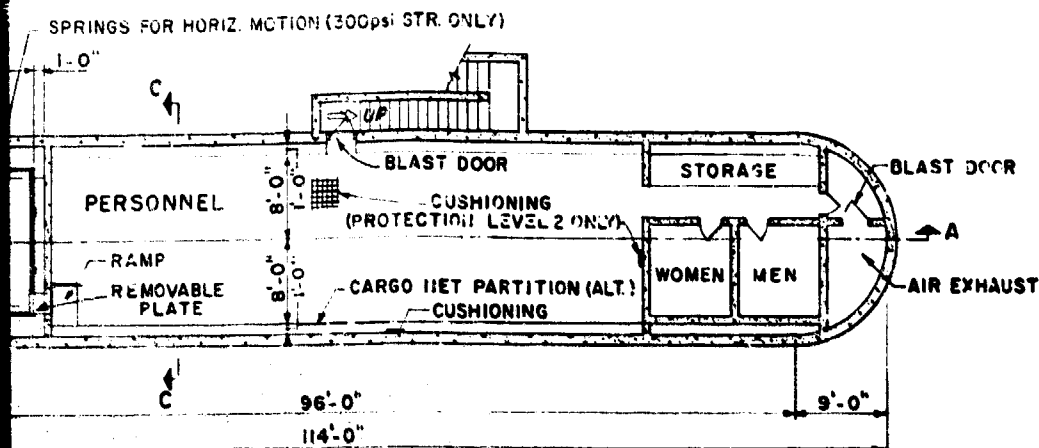 SPRINGS FOR HORIZ. MOTION (300psi STR. ONLY)
1-0"
C
UP
BLAST DOOR
STORAGE
BLAST DOOR
PERSONNEL
8'-0"
1-0"
CUSHIONING
(PROTECTION LEVEL 2 ONLY)
A
RAMP
REMOVABLE
PLATE
8'-0"
1-0"
CARGO NET PARTITION (ALT.)
CUSHIONING
WOMEN
MEN
AIR EXHAUST
C
96'-0"
9'-0"
114'-0"